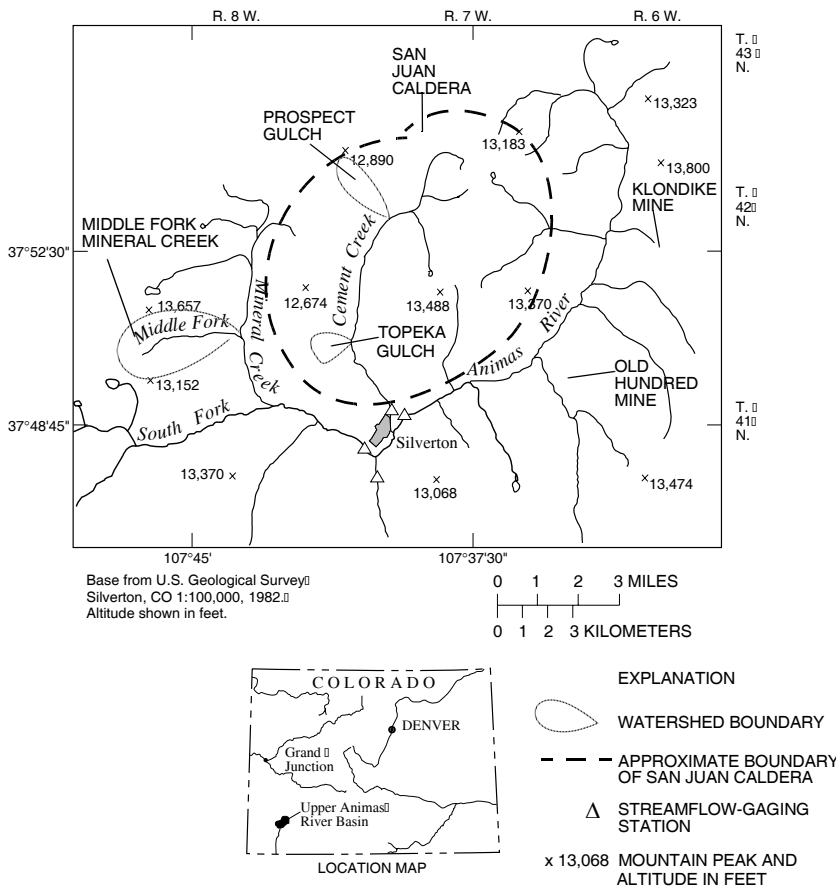 R. 8 W.
R. 7 W.
R. 6 W.
T. 
43 
N.
SAN
JUAN
CALDERA
PROSPECT
GULCH
13,323
12,890
13,183
13,800
KLONDIKE
MINE
T. 
42
N.
MIDDLE FORK
MINERAL CREEK
37°52'30"
Cement Creek
Mineral Creek
13,657
12,674
13,488
13,370
Middle Fork
TOPEKA
GULCH
Animas River
OLD
HUNDRED
MINE
13,152
South Fork
T. 
41
N.
37°48'45"
Silverton
13,370
13,068
13,474
107°45'
107°37'30"
Base from U.S. Geological Survey
Silverton, CO 1:100,000, 1982.
Altitude shown in feet.
0 1 2 3 MILES
0 1 2 3 KILOMETERS
COLORADO
DENVER
Grand
Junction
Upper Animas
River Basin
LOCATION MAP
EXPLANATION
WATERSHED BOUNDARY
APPROXIMATE BOUNDARY
OF SAN JUAN CALDERA
STREAMFLOW-GAGING
STATION
x 13,068 MOUNTAIN PEAK AND
ALTITUDE IN FEET